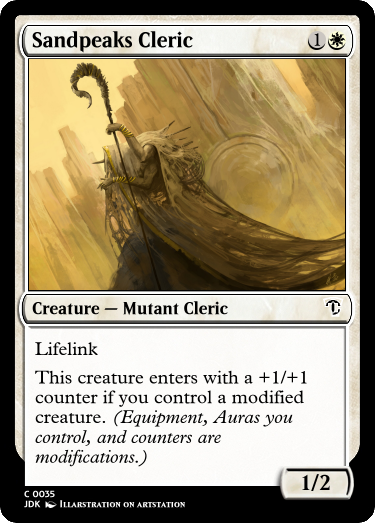 Sandpeaks Cleric 1
Creature — Mutant Cleric
Lifelink
This creature enters with a +1/+1
counter if you control a modified
creature. (Equipment, Auras you
control, and counters are
modifications.)
1/2
C 0035
JDK Illarstration on artstation